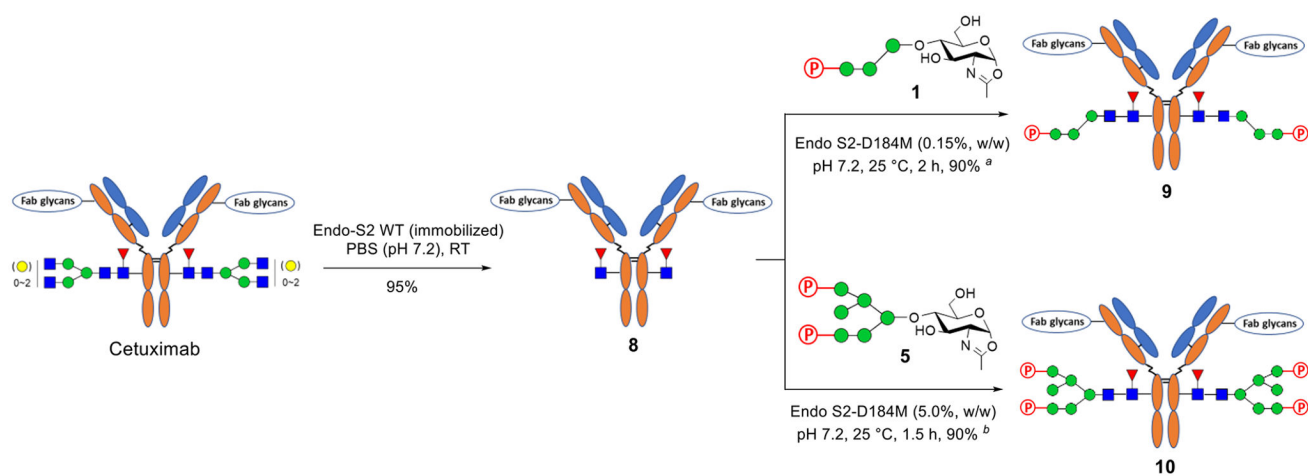 Fab glycans
Fab glycans
( )
0~2
( )
0~2
Cetuximab
Endo-S2 WT (immobilized)
PBS (pH 7.2), RT
95%
Fab glycans
Fab glycans
8
OH
P
O
O
HO
N
O
1
Endo S2-D184M (0.15%, w/w)
pH 7.2, 25 °C, 2 h, 90% a
Fab glycans
Fab glycans
P
P
9
P
OH
O
O
HO
P
N
O
5
Endo S2-D184M (5.0%, w/w)
pH 7.2, 25 °C, 1.5 h, 90% b
Fab glycans
Fab glycans
P
P
P
P
10